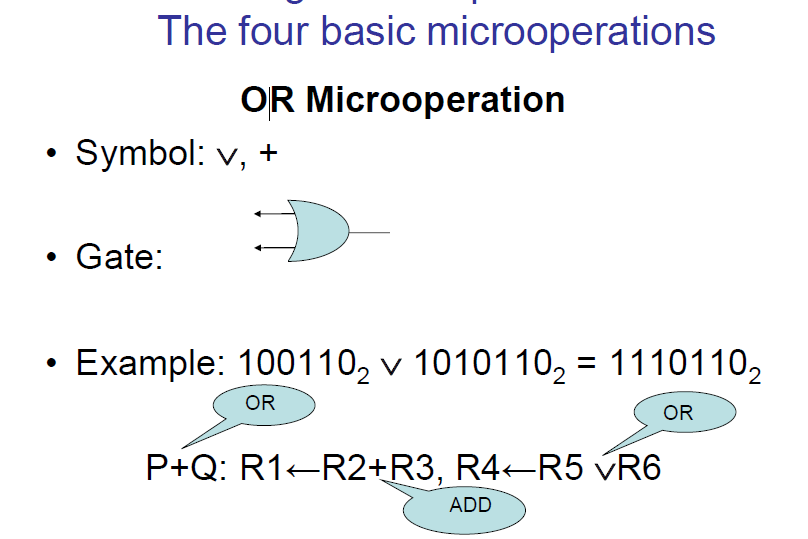 The four basic microoperations
OR Microoperation
• Symbol: ∨, +
• Gate:
• Example: 100110₂ ∨ 1010110₂ = 1110110₂
OR
OR
P+Q: R1←R2+R3, R4←R5 ∨R6
ADD